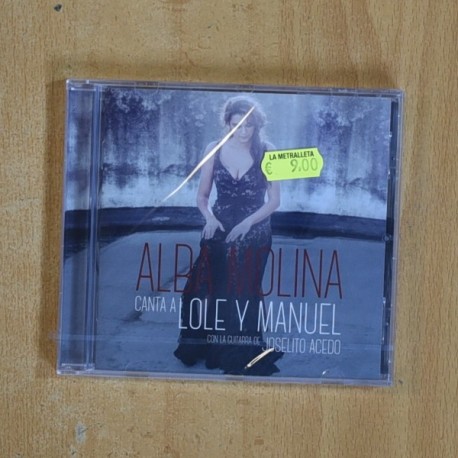 LA METRALLETA
€ 9.00
ALBA MOLINA
CANTA A LOLE Y MANUEL
CON LA GUITARRA DE JOSELITO ACEDO